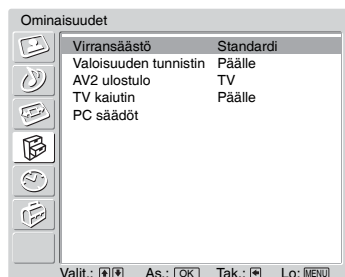 Ominaisuudet
Virransäästö Standardi
Valoisuuden tunnistin Päälle
AV2 ulostulo TV
TV kaiutin Päälle
PC säädöt
Valit.: As.: OK Tak.: Lo: MENU